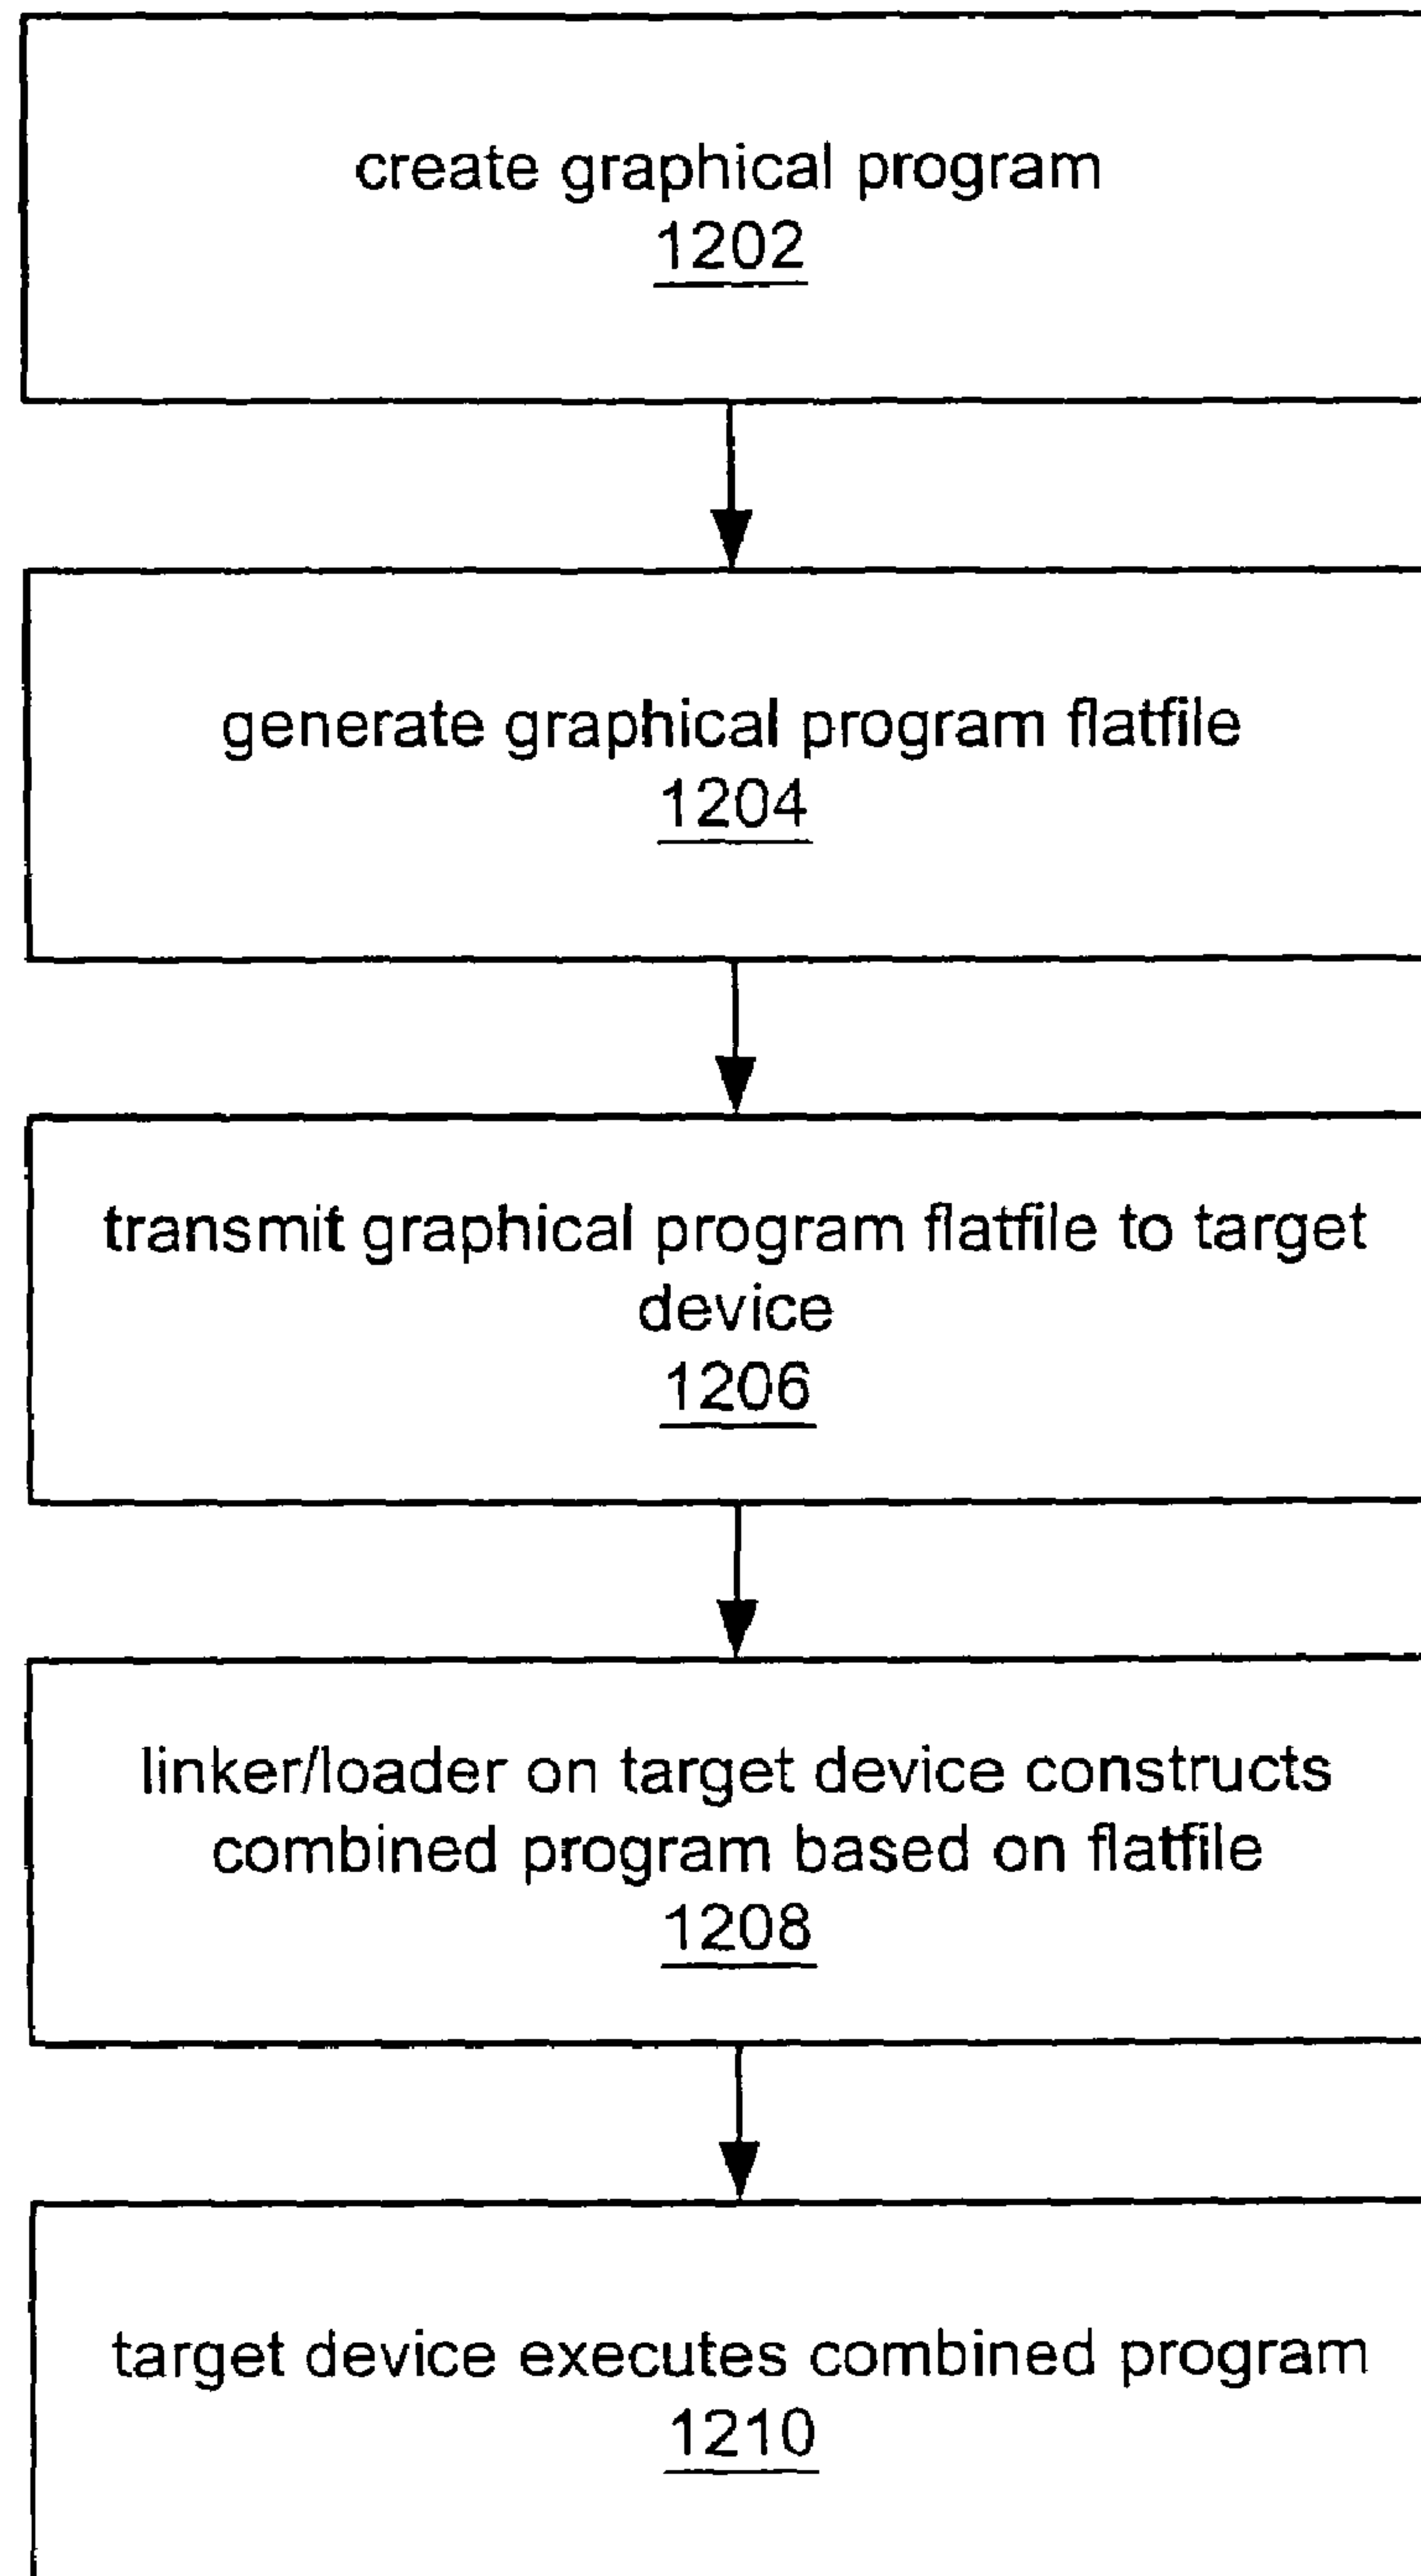 create graphical program
1202
generate graphical program flatfile
1204
transmit graphical program flatfile to target
device
1206
linker/loader on target device constructs
combined program based on flatfile
1208
target device executes combined program
1210